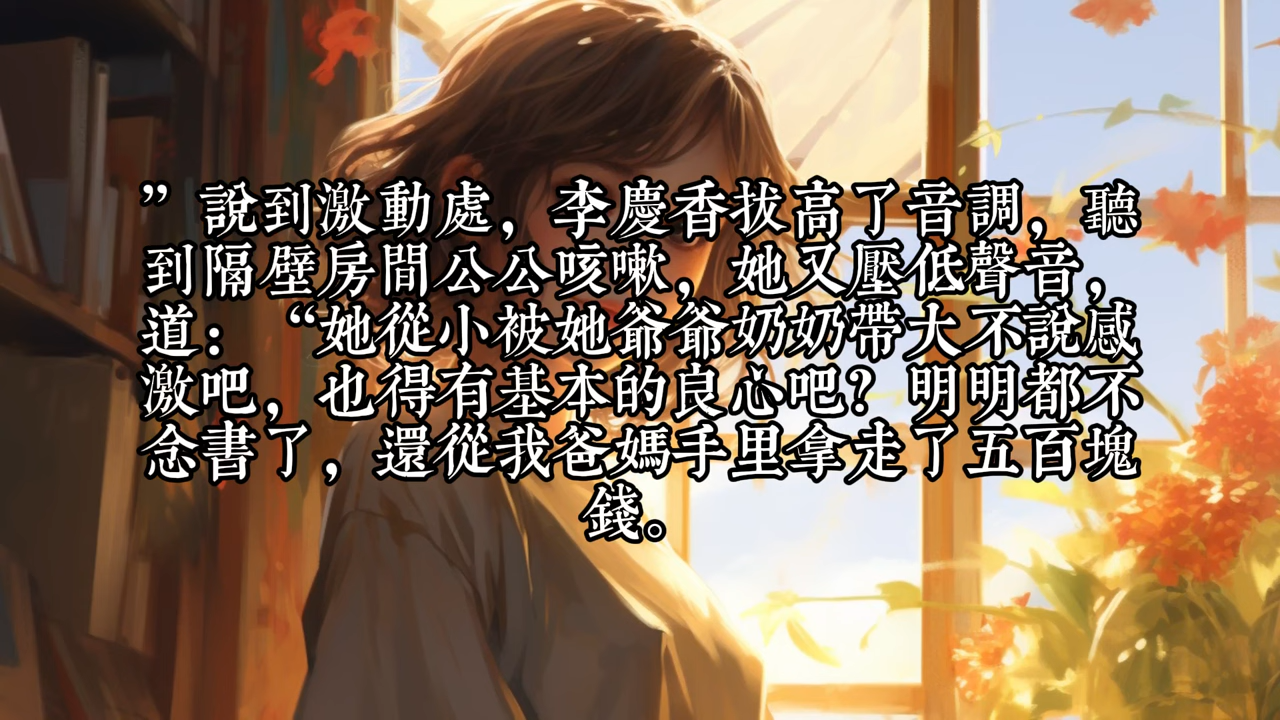 ”說到激動處，李慶香拔高了音調，聽
到隔壁房間公公咳嗽，她又壓低聲音，
道：“她從小被她爺爺奶奶帶大不說感
激吧，也得有基本的良心吧？明明都不
念書了，還從我爸媽手里拿走了五百塊
錢。